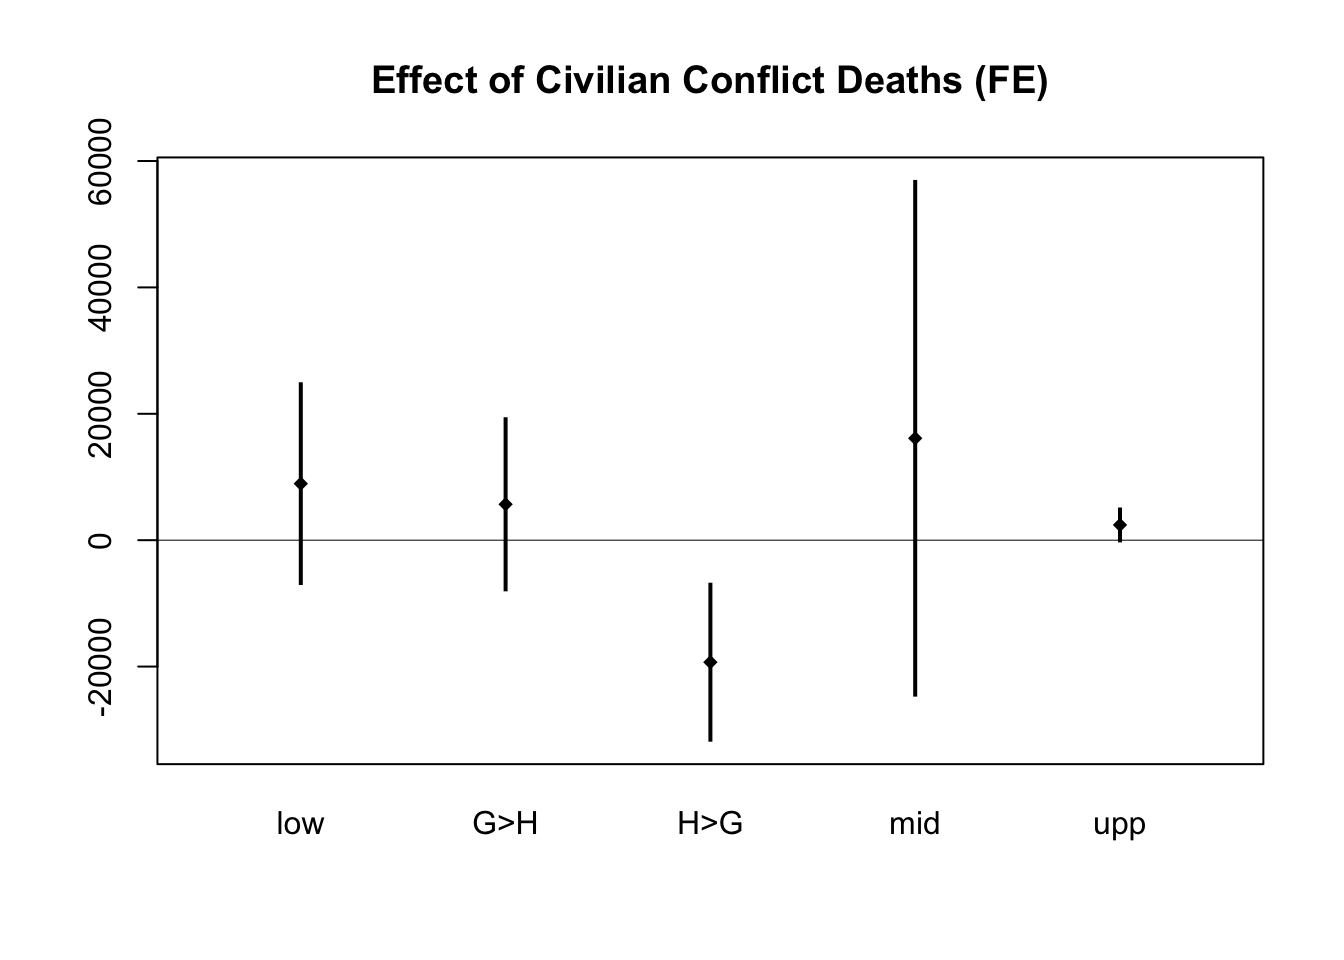 Effect of Civilian Conflict Deaths (FE)
60000
40000
20000
0
-20000
low G>H H>G mid upp